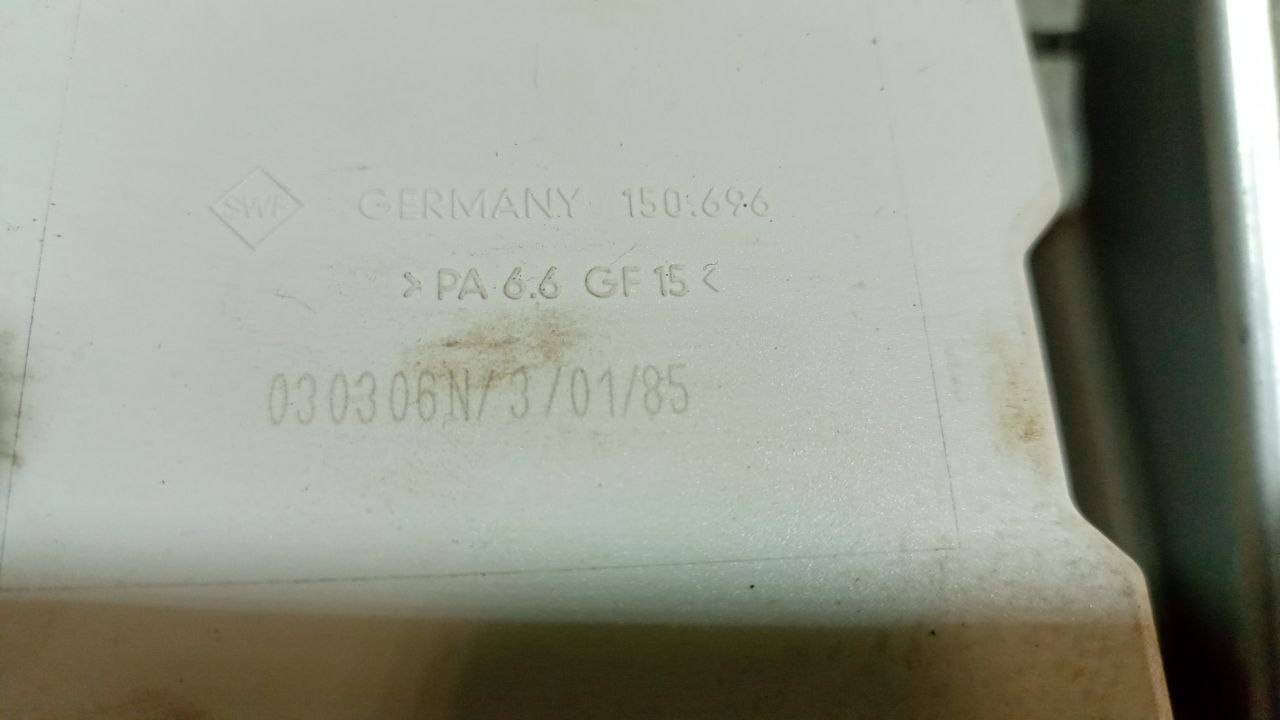 SWF GERMANY 150.696
>PA 6.6 GF 15<
030306N/3/01/85